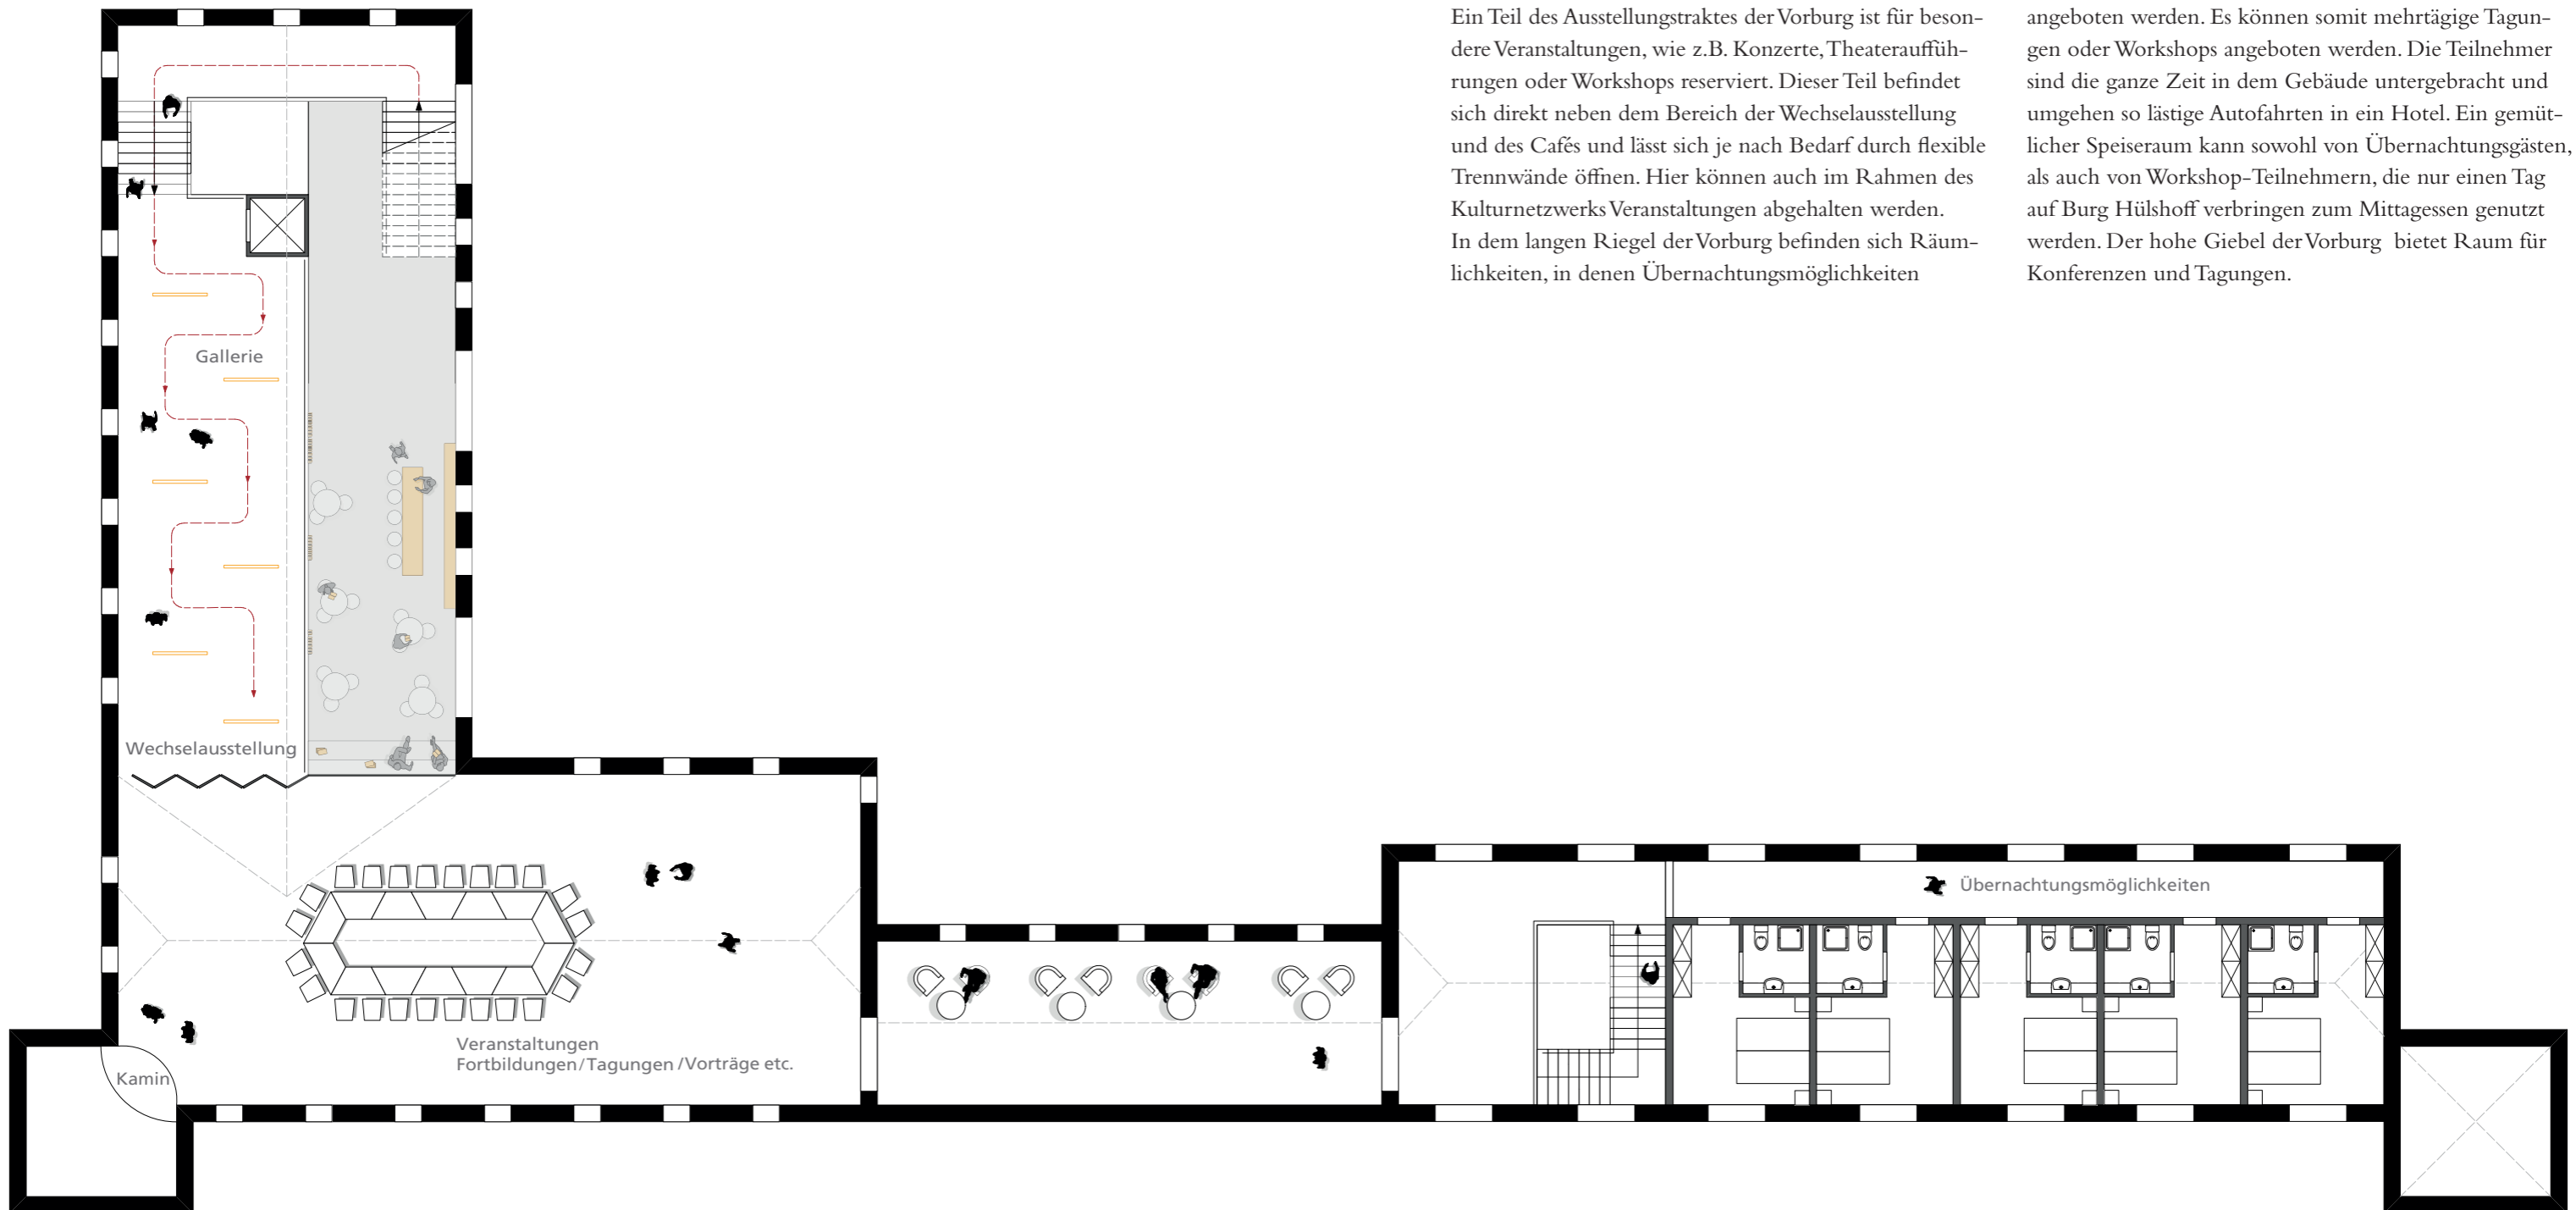 Ein Teil des Ausstellungstraktes der Vorburg ist für beson-
dere Veranstaltungen, wie z.B. Konzerte, Theaterauffüh-
rungen oder Workshops reserviert. Dieser Teil befindet
sich direkt neben dem Bereich der Wechselausstellung
und des Cafés und lässt sich je nach Bedarf durch flexible
Trennwände öffnen. Hier können auch im Rahmen des
Kulturnetzwerks Veranstaltungen abgehalten werden.
In dem langen Riegel der Vorburg befinden sich Räum-
lichkeiten, in denen Übernachtungsmöglichkeiten
angeboten werden. Es können somit mehrtägige Tagun-
gen oder Workshops angeboten werden. Die Teilnehmer
sind die ganze Zeit in dem Gebäude untergebracht und
umgehen so lästige Autofahrten in ein Hotel. Ein gemüt-
licher Speiseraum kann sowohl von Übernachtungsgästen,
als auch von Workshop-Teilnehmern, die nur einen Tag
auf Burg Hülshoff verbringen zum Mittagessen genutzt
werden. Der hohe Giebel der Vorburg bietet Raum für
Konferenzen und Tagungen.
Gallerie
Wechselausstellung
Übernachtungsmöglichkeiten
Veranstaltungen
Fortbildungen/Tagungen/Vorträge etc.
Kamin